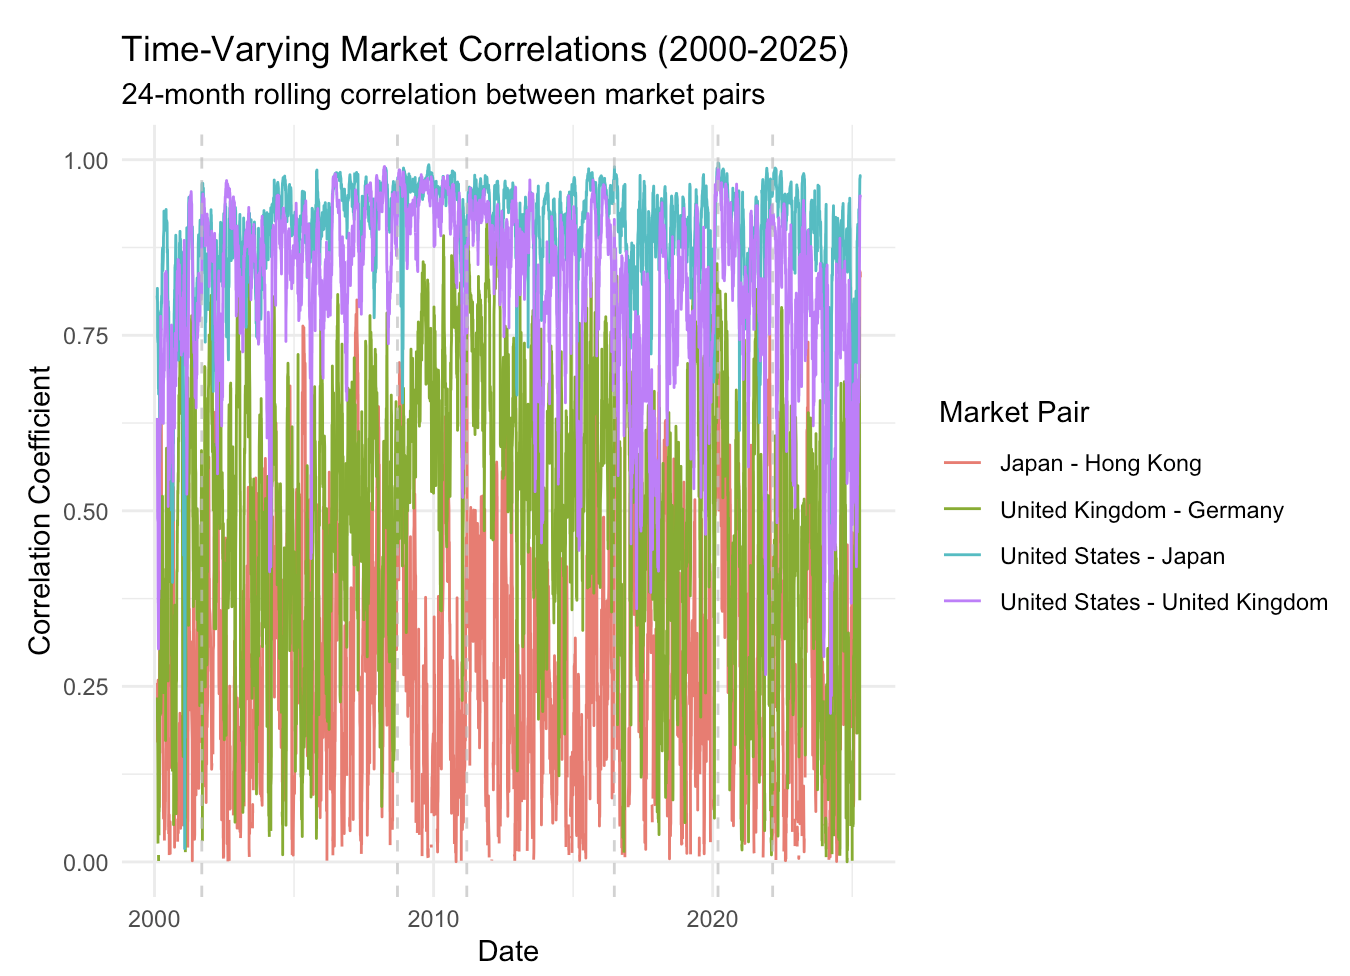 Time-Varying Market Correlations (2000-2025)
24-month rolling correlation between market pairs
Correlation Coefficient
1.00
0.75
0.50
0.25
0.00
2000
2010
2020
Date
Market Pair
Japan - Hong Kong
United Kingdom - Germany
United States - Japan
United States - United Kingdom